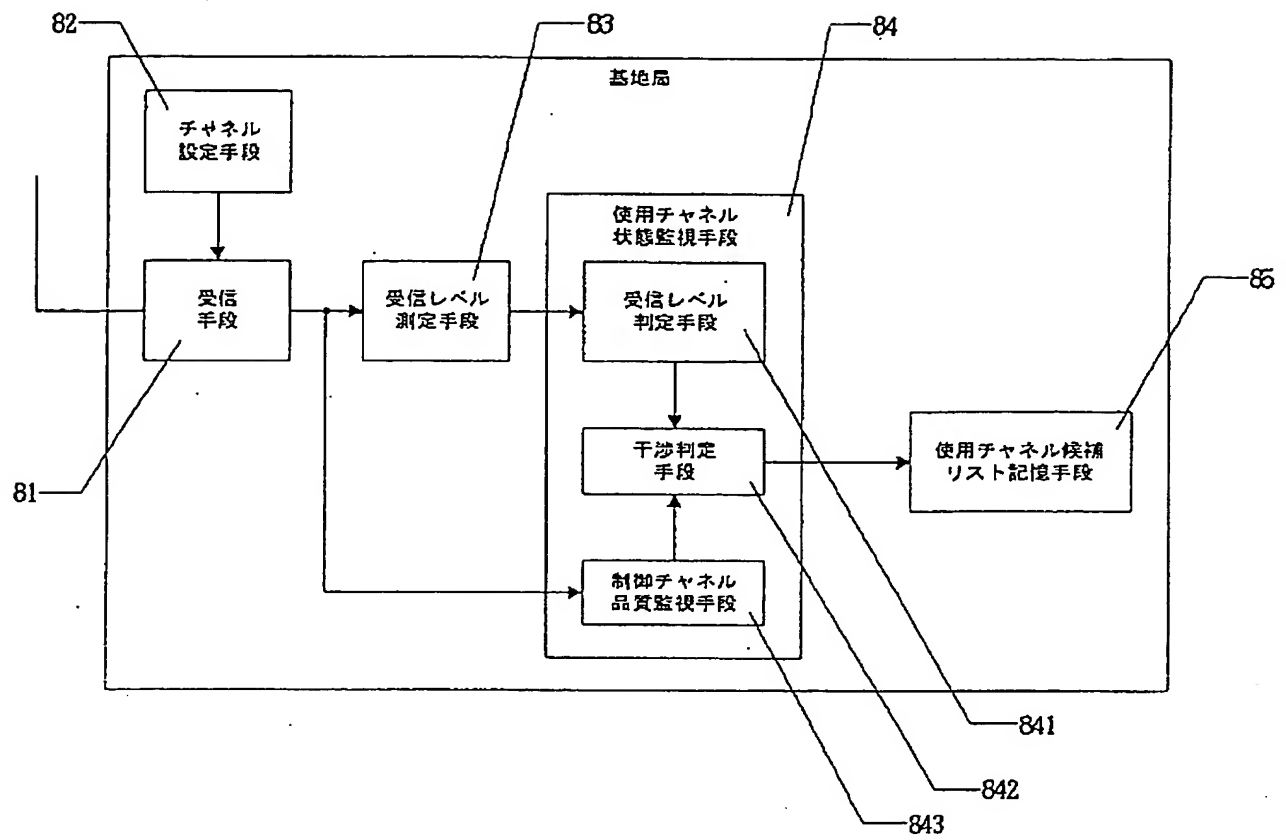 82
83
84
基地局
チャネル
設定手段
使用チャネル
状態監視手段
受信
手段
受信レベル
測定手段
受信レベル
判定手段
85
干渉判定
手段
使用チャネル候補
リスト記憶手段
81
制御チャネル
品質監視手段
841
842
843